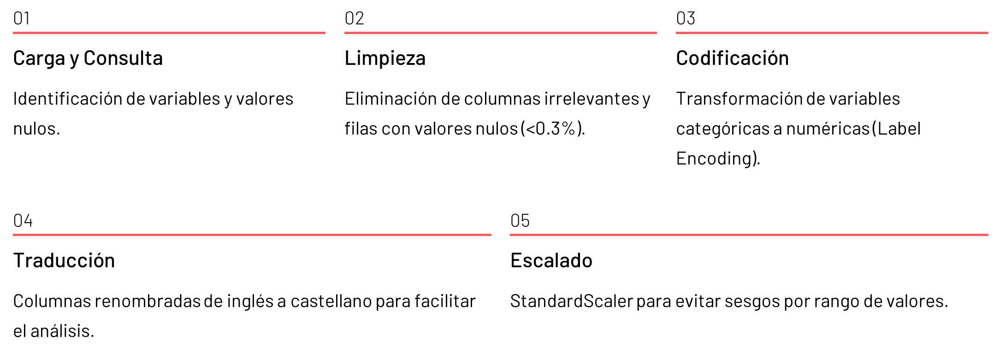 01
Carga y Consulta
Identificación de variables y valores
nulos.
02
Limpieza
Eliminación de columnas irrelevantes y
filas con valores nulos (<0.3%).
03
Codificación
Transformación de variables
categóricas a numéricas (Label
Encoding).
04
Traducción
Columnas renombradas de inglés a castellano para facilitar
el análisis.
05
Escalado
StandardScaler para evitar sesgos por rango de valores.